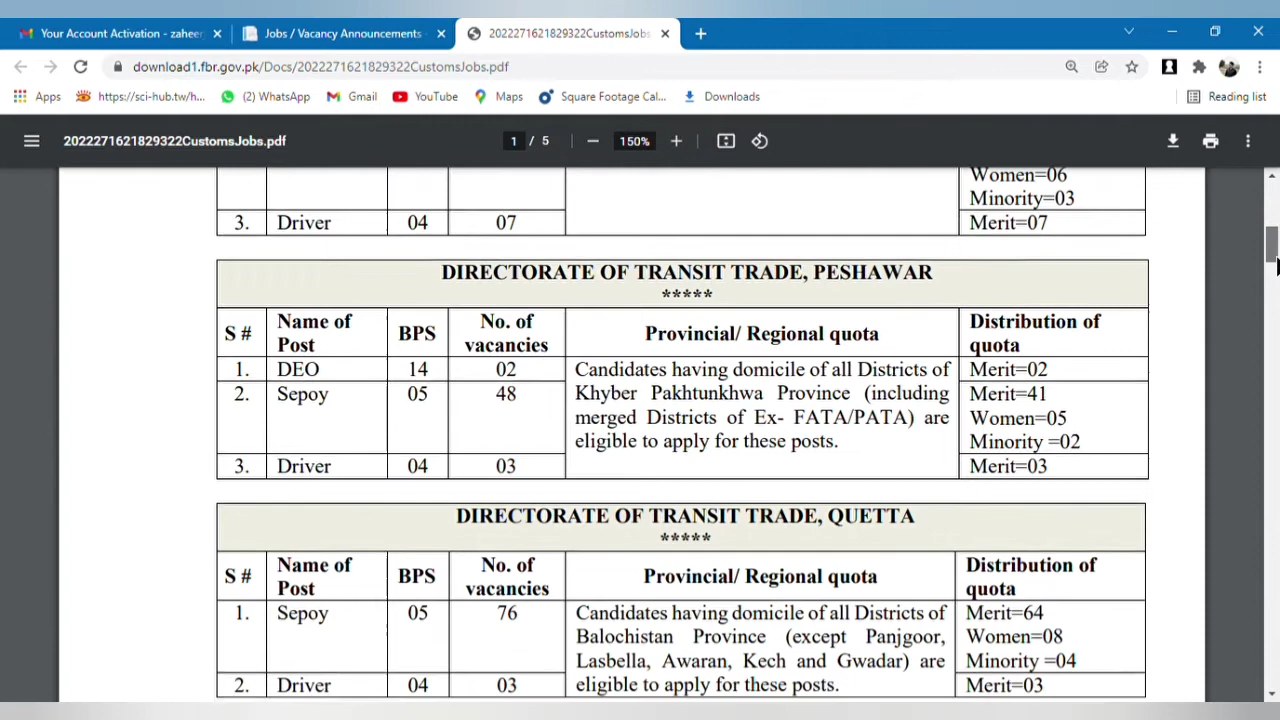 Your Account Activation - zaheer
Jobs / Vacancy Announcements -
2022271621829322CustomsJobs.
download1.fbr.gov.pk/Docs/2022271621829322CustomsJobs.pdf
Apps
https://sci-hub.tw/h...
(2) WhatsApp
Gmail
YouTube
Maps
Square Footage Cal...
Downloads
Reading list
2022271621829322CustomsJobs.pdf
1 / 5
150%
Women=06
Minority=03
3. Driver 04 07 Merit=07
DIRECTORATE OF TRANSIT TRADE, PESHAWAR
*****
S # Name of Post BPS No. of vacancies Provincial/ Regional quota Distribution of quota
1. DEO 14 02 Candidates having domicile of all Districts of Merit=02
2. Sepoy 05 48 Khyber Pakhtunkhwa Province (including Merit=41
merged Districts of Ex- FATA/PATA) are Women=05
eligible to apply for these posts. Minority =02
3. Driver 04 03 Merit=03
DIRECTORATE OF TRANSIT TRADE, QUETTA
*****
S # Name of Post BPS No. of vacancies Provincial/ Regional quota Distribution of quota
1. Sepoy 05 76 Candidates having domicile of all Districts of Merit=64
Balochistan Province (except Panjgoor, Women=08
Lasbella, Awaran, Kech and Gwadar) are Minority =04
2. Driver 04 03 eligible to apply for these posts. Merit=03